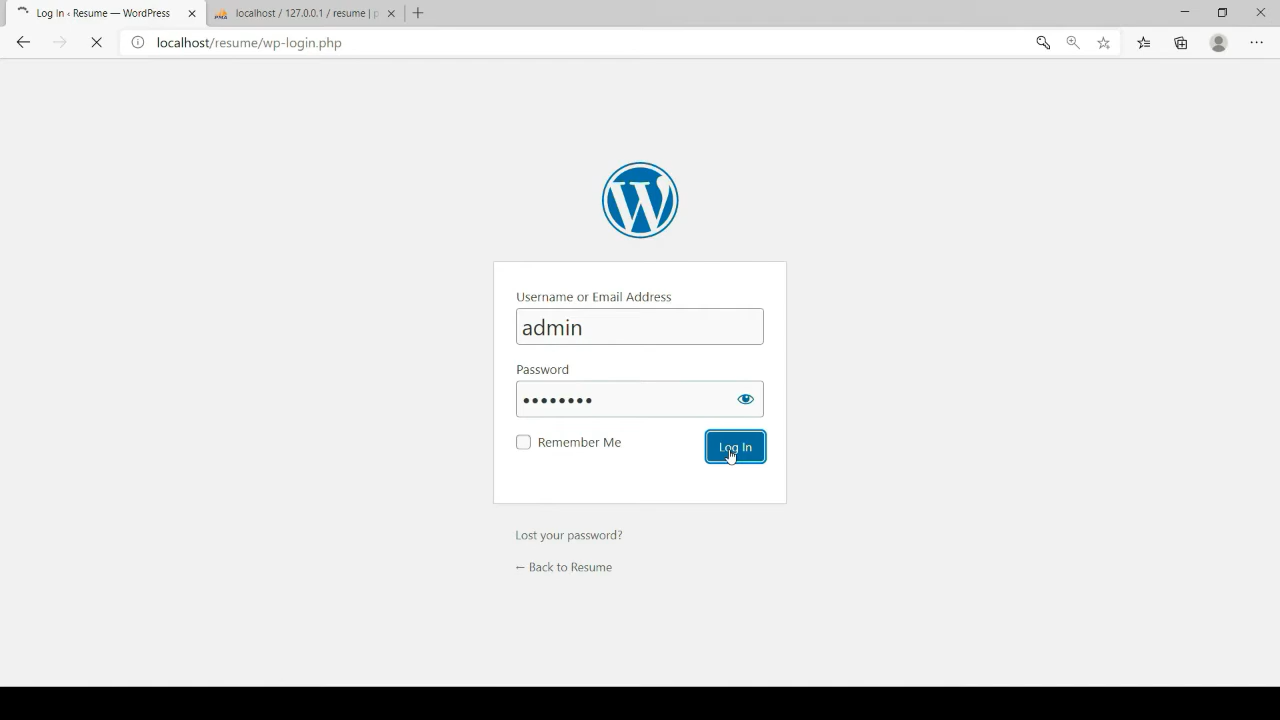 Log In ‹ Resume — WordPress
localhost / 127.0.0.1 / resume | p
localhost/resume/wp-login.php
Username or Email Address
admin
Password
Remember Me
Log In
Lost your password?
← Back to Resume